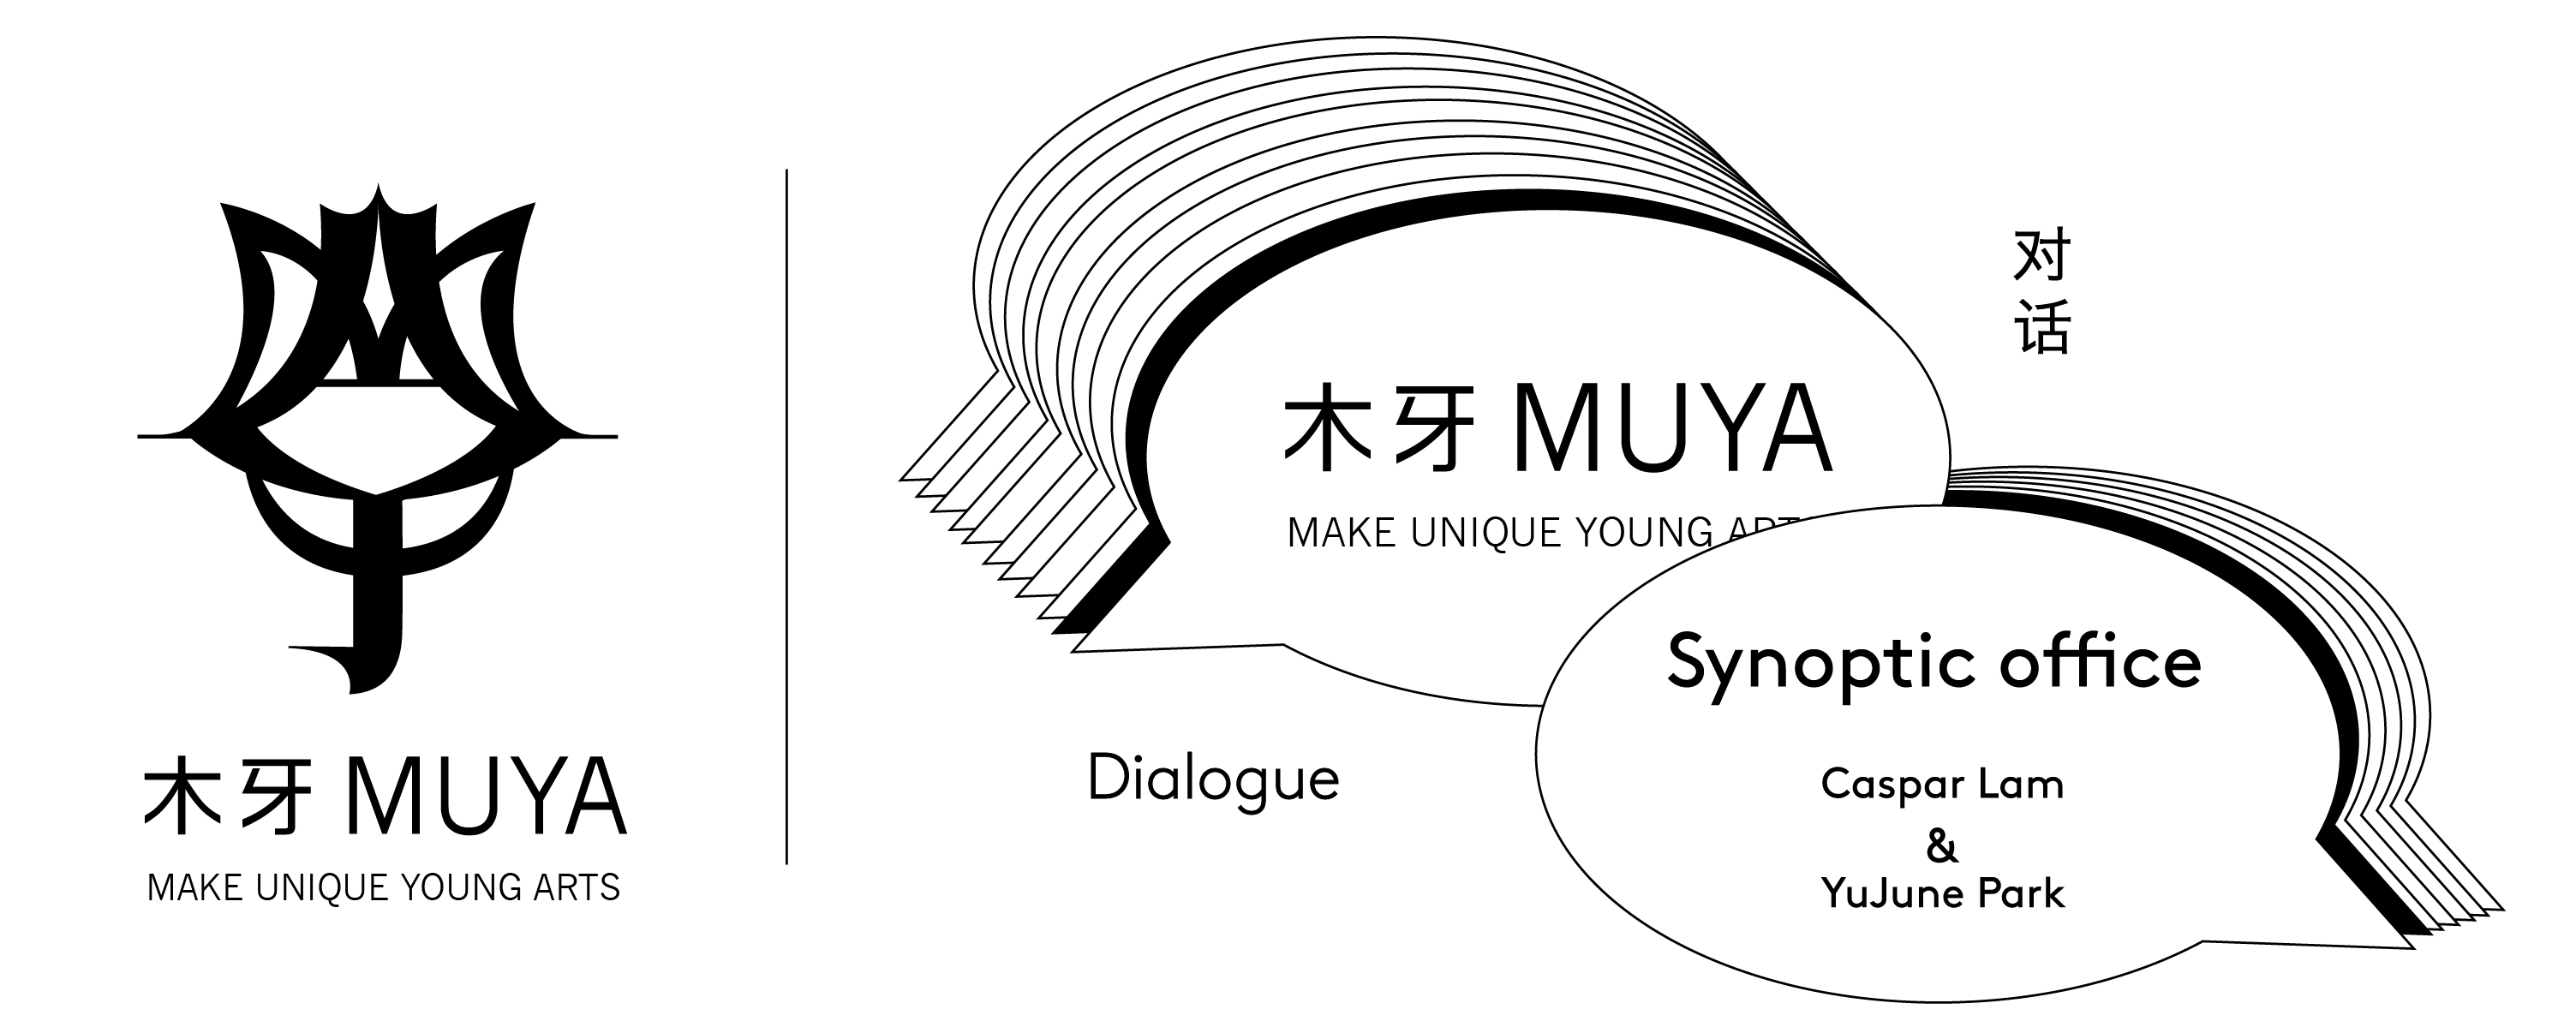 木牙 MUYA
MAKE UNIQUE YOUNG ARTS
对话
木牙 MUYA
MAKE UNIQUE YOUNG
Dialogue
Synoptic office
Caspar Lam
&
YuJune Park